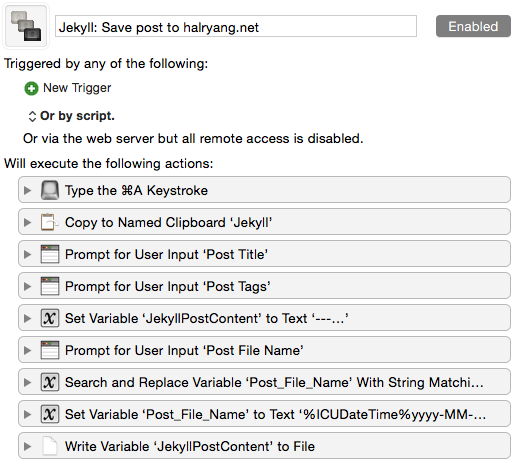 Jekyll: Save post to halryang.net
Enabled
Triggered by any of the following:
New Trigger
Or by script.
Or via the web server but all remote access is disabled.
Will execute the following actions:
Type the ⌘A Keystroke
Copy to Named Clipboard ‘Jekyll’
Prompt for User Input ‘Post Title’
Prompt for User Input ‘Post Tags’
Set Variable ‘JekyllPostContent’ to Text ‘---…’
Prompt for User Input ‘Post File Name’
Search and Replace Variable ‘Post_File_Name’ With String Matchi…
Set Variable ‘Post_File_Name’ to Text ‘%ICUDateTime%yyyy-MM-…
Write Variable ‘JekyllPostContent’ to File